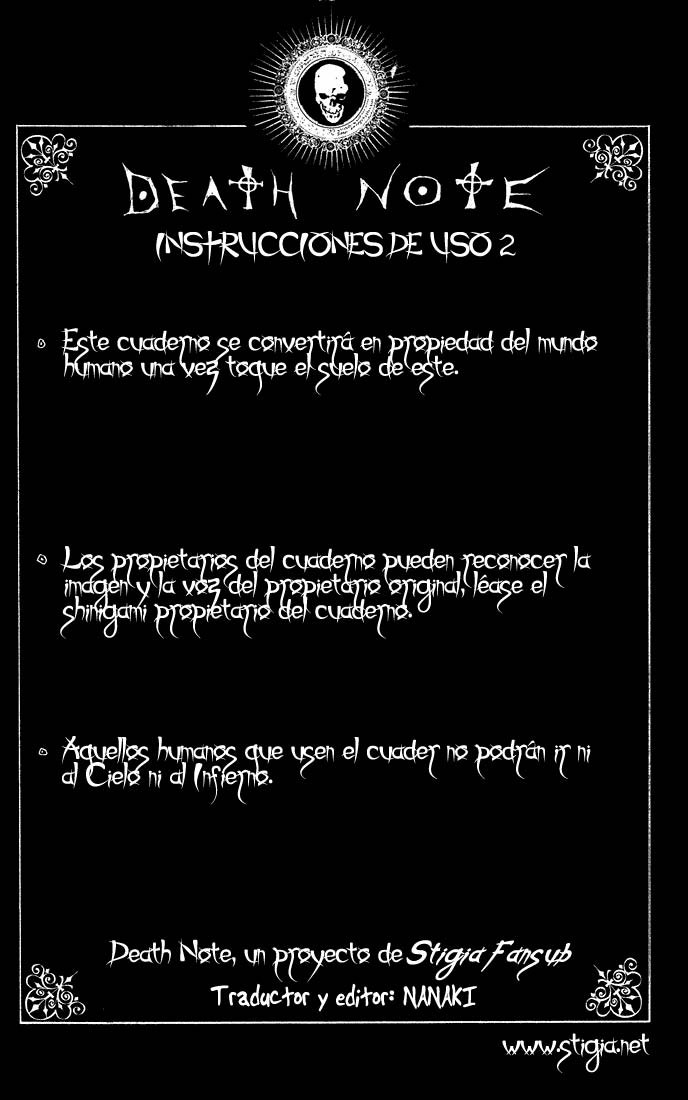 DEATH NOTE
INSTRUCCIONES DE USO 2
Este cuaderno se convertirâ en propiedad del mundo
humano una vez toque el suelo de este.
Los propietarios del cuaderno pueden reconocer la
imagen y la voz del propietario original, léase el
shinigami propietario del cuaderno.
Aquellos humanos que usen el cuader no podrân ir ni
al Cielo ni al Infierno.
Death Note, un proyecto de Stigia Fansub
Traductor y editor: NANAKI
www.stigia.net